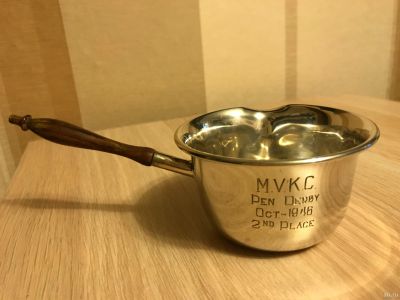 M.V.K.C.
PEN DERBY
OCT-1946
2ND PLACE